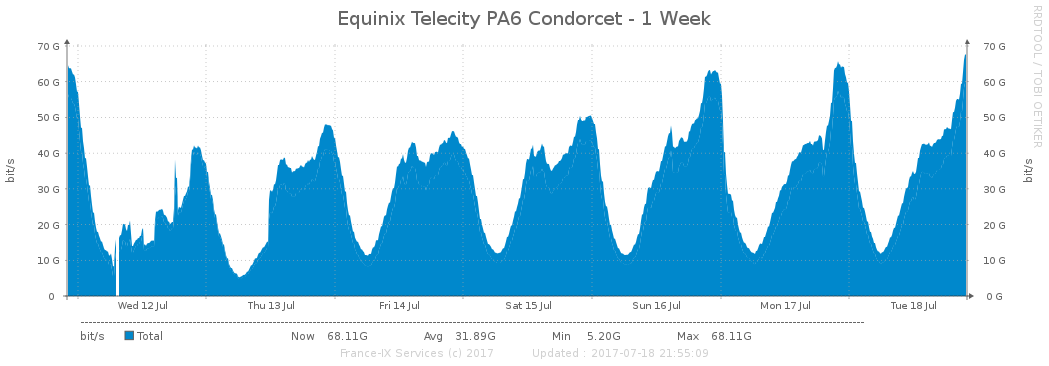 Equinix Telecity PA6 Condorcet - 1 Week
RRDTOOL / TOBI OETIKER
70 G 70 G
60 G 60 G
50 G 50 G
40 G 40 G
30 G 30 G
20 G 20 G
10 G 10 G
0 0 G
bit/s bit/s
Wed 12 Jul Thu 13 Jul Fri 14 Jul Sat 15 Jul Sun 16 Jul Mon 17 Jul Tue 18 Jul
bit/s Total Now 68.11G Avg 31.89G Min 5.20G Max 68.11G
France-IX Services (c) 2017 Updated : 2017-07-18 21:55:09